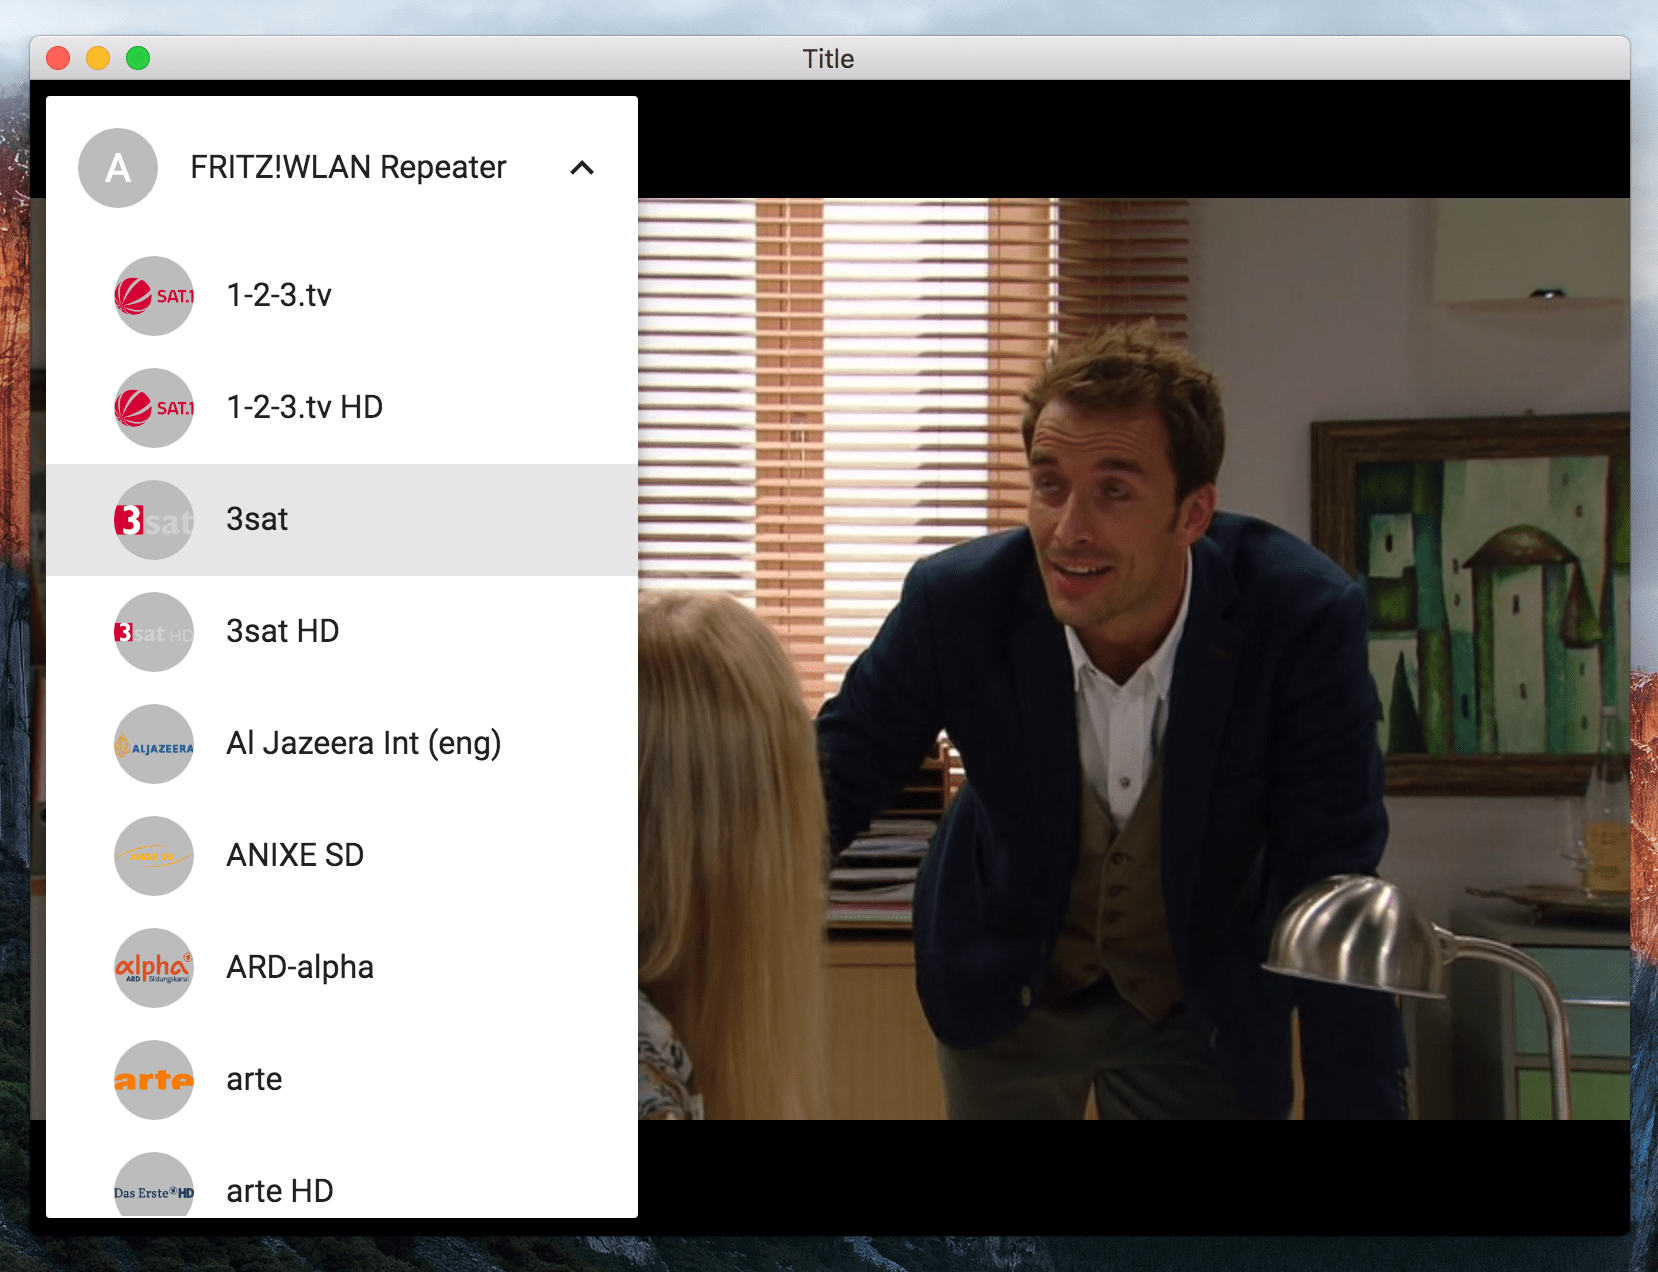 Title
A
FRITZ!WLAN Repeater
SAT.1
1-2-3.tv
SAT.1
1-2-3.tv HD
3sat
3sat
3sat HD
3sat HD
ALJAZEERA
Al Jazeera Int (eng)
ANIXE SD
alpha
ARD Bildungskanal
ARD-alpha
arte
arte
Das Erste HD
arte HD